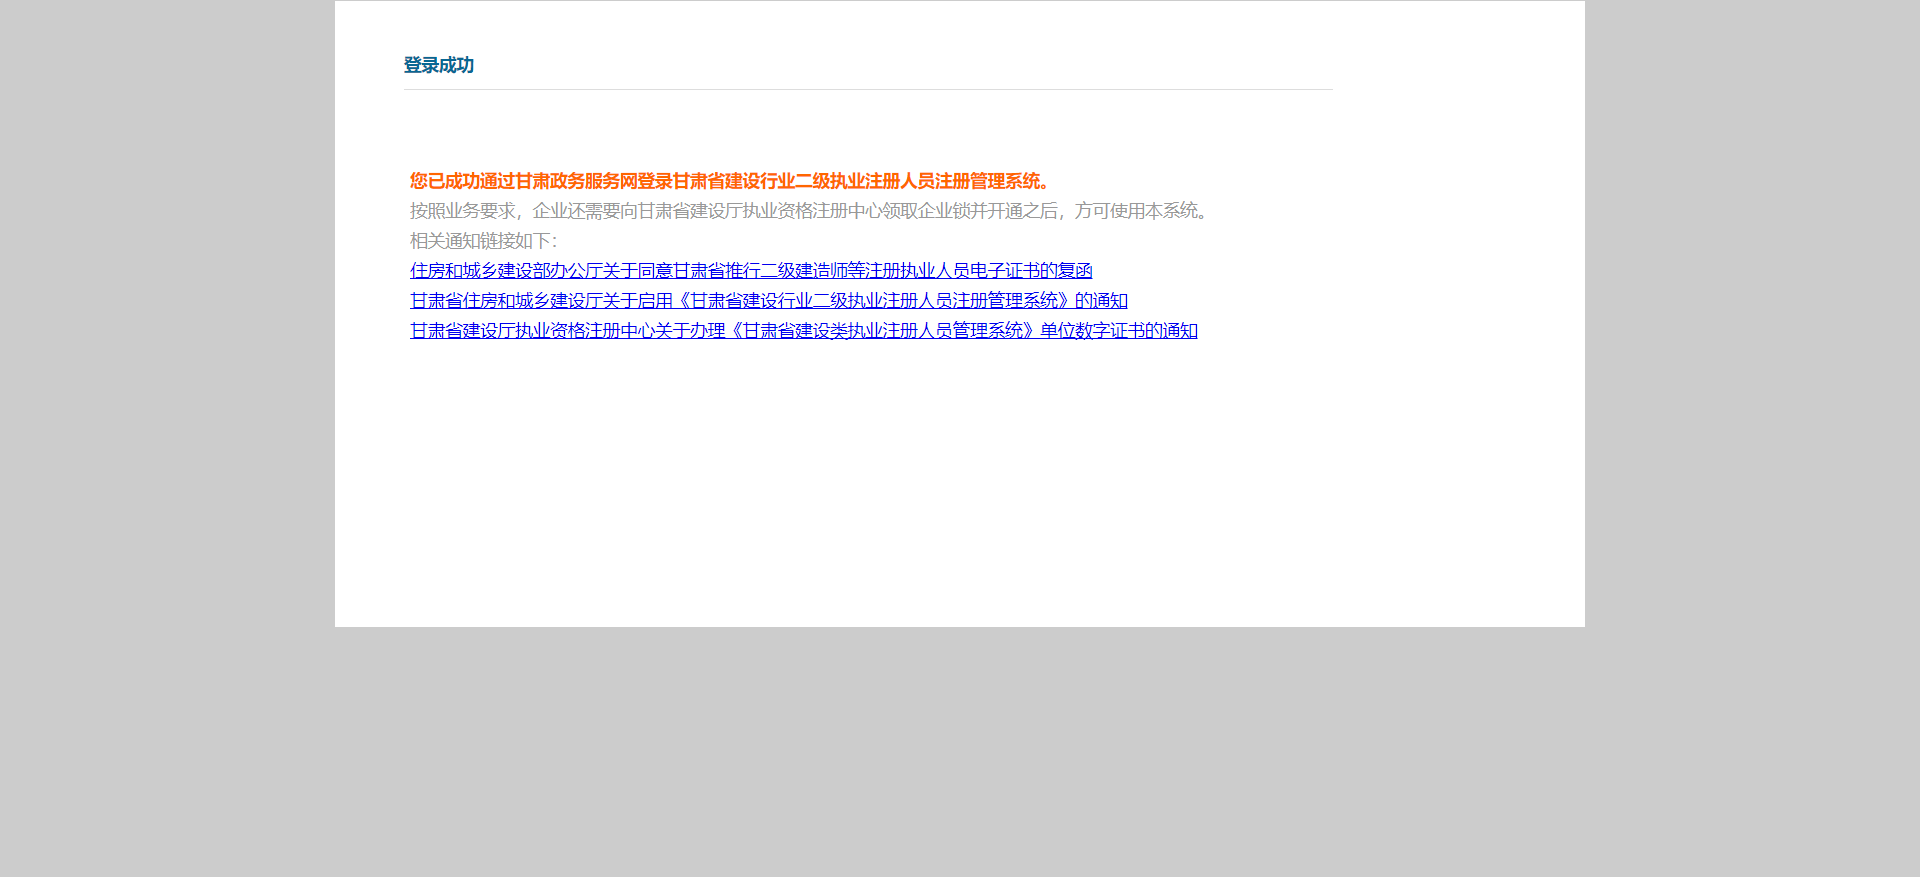 登录成功
您已成功通过甘肃政务服务网登录甘肃省建设行业二级执业注册人员注册管理系统。
按照业务要求，企业还需要向甘肃省建设厅执业资格注册中心领取企业锁并开通之后，方可使用本系统。
相关通知链接如下：
住房和城乡建设部办公厅关于同意甘肃省推行二级建造师等注册执业人员电子证书的复函
甘肃省住房和城乡建设厅关于启用《甘肃省建设行业二级执业注册人员注册管理系统》的通知
甘肃省建设厅执业资格注册中心关于办理《甘肃省建设类执业注册人员管理系统》单位数字证书的通知